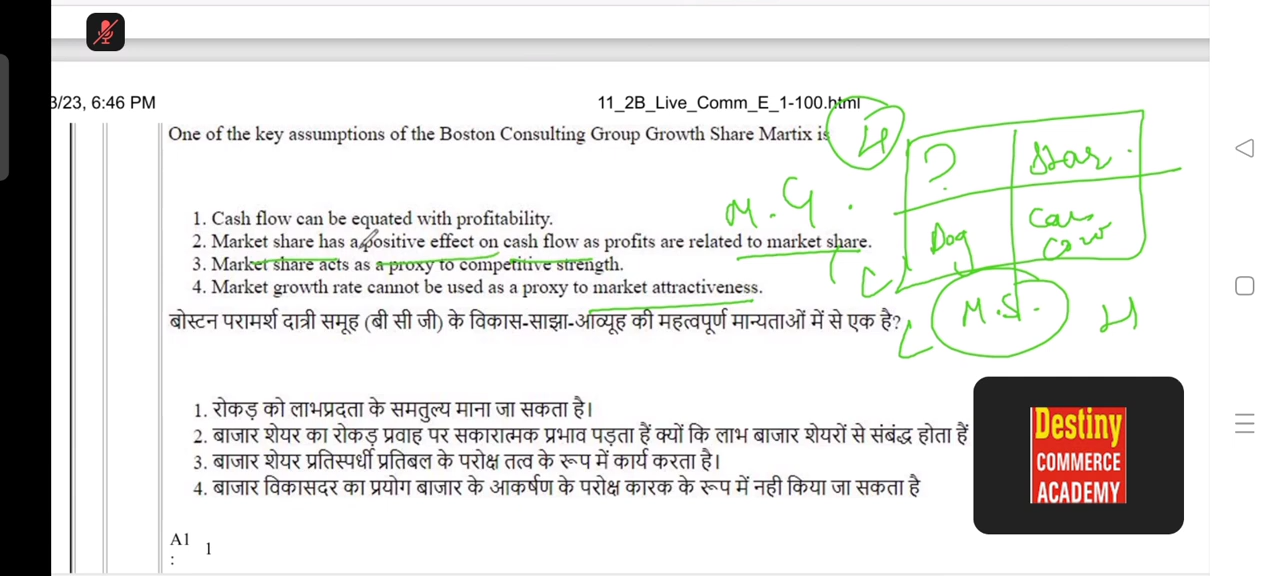 3/23, 6:46 PM
11_2B_Live_Comm_E_1-100.html
One of the key assumptions of the Boston Consulting Group Growth Share Martix is
1. Cash flow can be equated with profitability.
2. Market share has a positive effect on cash flow as profits are related to market share.
3. Market share acts as a proxy to competitive strength.
4. Market growth rate cannot be used as a proxy to market attractiveness.
M.G.
?
Star
Dog
Cow
M.S.
H
L
बोस्टन परामर्श दात्री समूह (बी सी जी) के विकास-साझा-आव्यूह की महत्वपूर्ण मान्यताओं में से एक है?
1. रोकड़ को लाभप्रदता के समतुल्य माना जा सकता है।
2. बाजार शेयर का रोकड़ प्रवाह पर सकारात्मक प्रभाव पड़ता हैं क्यों कि लाभ बाजार शेयरों से संबंद्ध होता हैं
3. बाजार शेयर प्रतिस्पर्धी प्रतिबल के परोक्ष तत्व के रूप में कार्य करता है।
4. बाजार विकासदर का प्रयोग बाजार के आकर्षण के परोक्ष कारक के रूप में नही किया जा सकता है
Destiny
COMMERCE
ACADEMY
A1
:
1